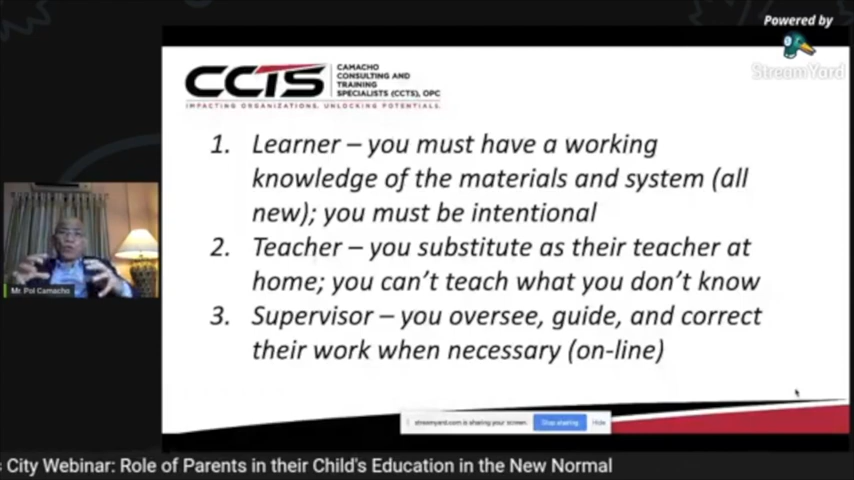 Powered by
StreamYard
CCTS
CAMACHO
CONSULTING AND
TRAINING
SPECIALISTS (CCTS), OPC
IMPACTING ORGANIZATIONS. UNLOCKING POTENTIALS.
1. Learner – you must have a working
knowledge of the materials and system (all
new); you must be intentional
2. Teacher – you substitute as their teacher at
home; you can't teach what you don't know
3. Supervisor – you oversee, guide, and correct
their work when necessary (on-line)
Mr. Pol Camacho
streamyard.com is sharing your screen.
Stop sharing
Hide
s City Webinar: Role of Parents in their Child's Education in the New Normal